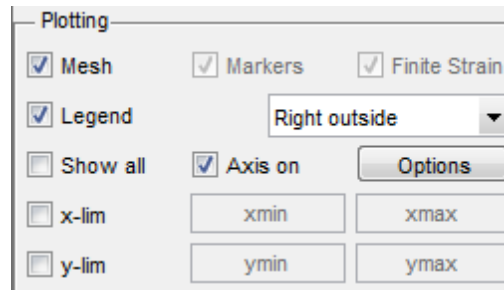 Plotting
Mesh Markers Finite Strain
Legend Right outside
Show all Axis on Options
x-lim xmin xmax
y-lim ymin ymax